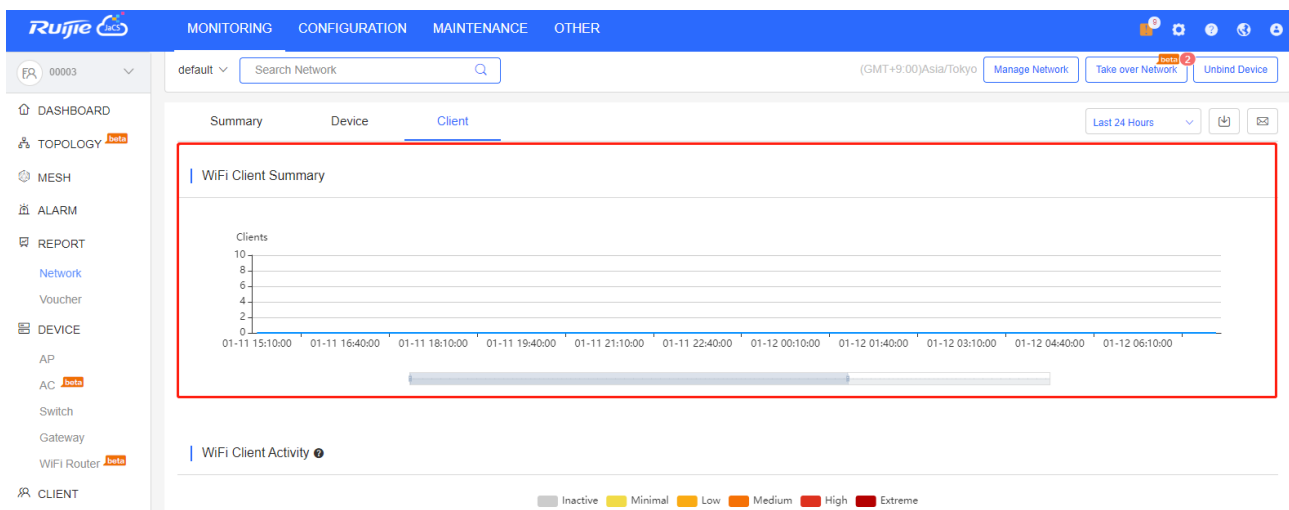 Ruijie JaCS MONITORING CONFIGURATION MAINTENANCE OTHER 9
00003 default Search Network (GMT+9:00)Asia/Tokyo Manage Network Take over Network beta 2 Unbind Device
DASHBOARD
TOPOLOGY beta
MESH
ALARM
REPORT
Network
Voucher
DEVICE
AP
AC beta
Switch
Gateway
WiFi Router beta
CLIENT
Summary Device Client Last 24 Hours
WiFi Client Summary
Clients
10
8
6
4
2
0
01-11 15:10:00 01-11 16:40:00 01-11 18:10:00 01-11 19:40:00 01-11 21:10:00 01-11 22:40:00 01-12 00:10:00 01-12 01:40:00 01-12 03:10:00 01-12 04:40:00 01-12 06:10:00
WiFi Client Activity ?
Inactive Minimal Low Medium High Extreme